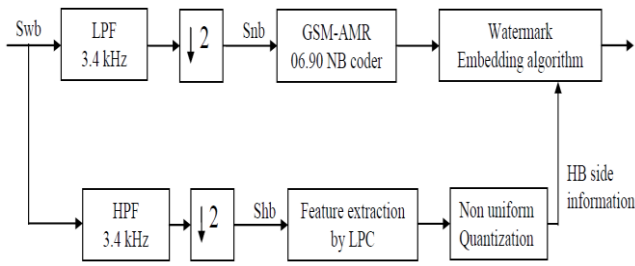 Swb
LPF
3.4 kHz
2
Snb
GSM-AMR
06.90 NB coder
Watermark
Embedding algorithm
HB side
information
HPF
3.4 kHz
2
Shb
Feature extraction
by LPC
Non uniform
Quantization